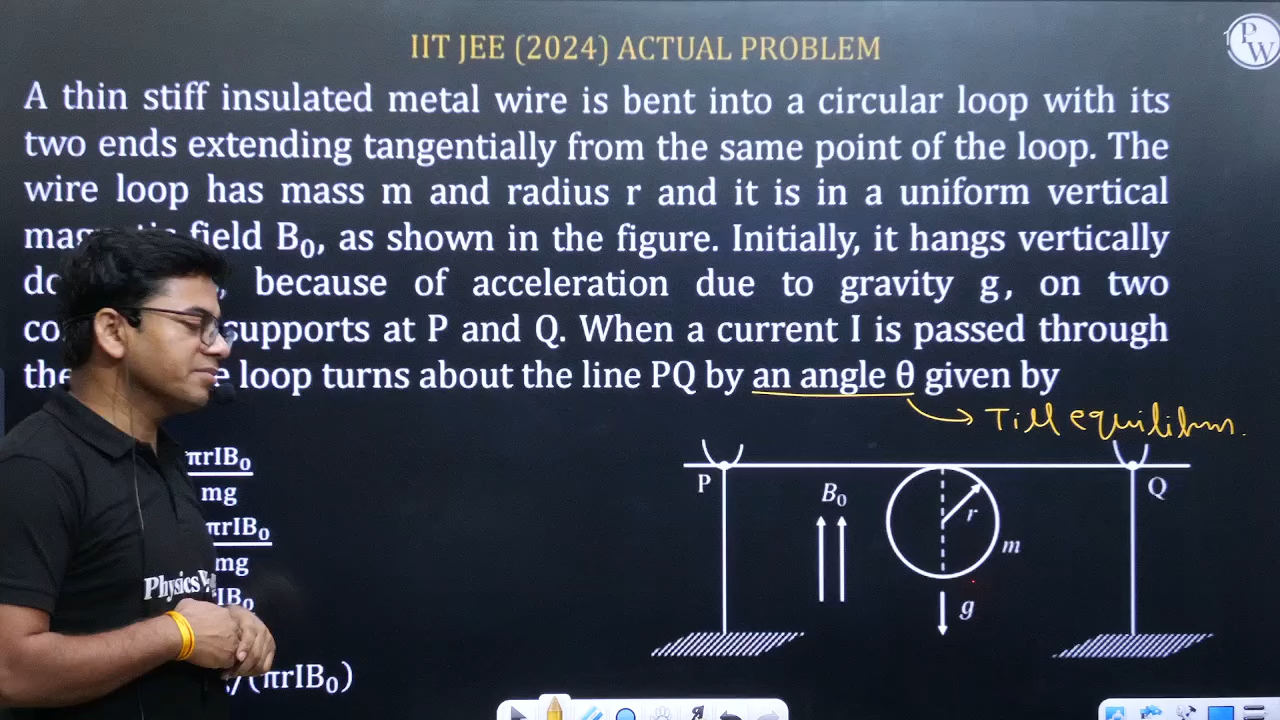 IIT JEE (2024) ACTUAL PROBLEM
PW
A thin stiff insulated metal wire is bent into a circular loop with its
two ends extending tangentially from the same point of the loop. The
wire loop has mass m and radius r and it is in a uniform vertical
field B₀, as shown in the figure. Initially, it hangs vertically
because of acceleration due to gravity g, on two
supports at P and Q. When a current I is passed through
loop turns about the line PQ by an angle θ given by
Till equilibrium.
πrIB₀
mg
πrIB₀
mg
IB₀
/(πrIB₀)
P
B₀
r
m
g
Q
Physics